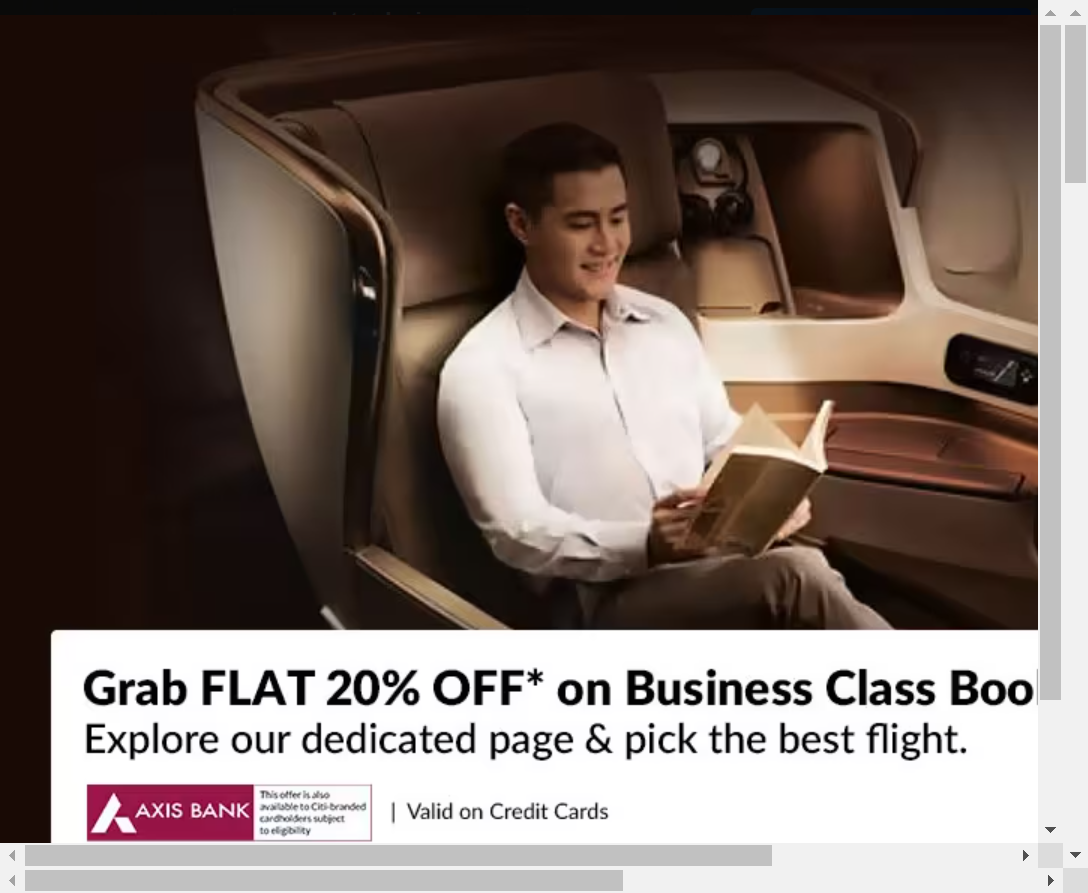 Grab FLAT 20% OFF* on Business Class Boo
Explore our dedicated page & pick the best flight.
AXIS BANK
This offer is also
available to Citi-branded
cardholders subject
to eligibility
| Valid on Credit Cards